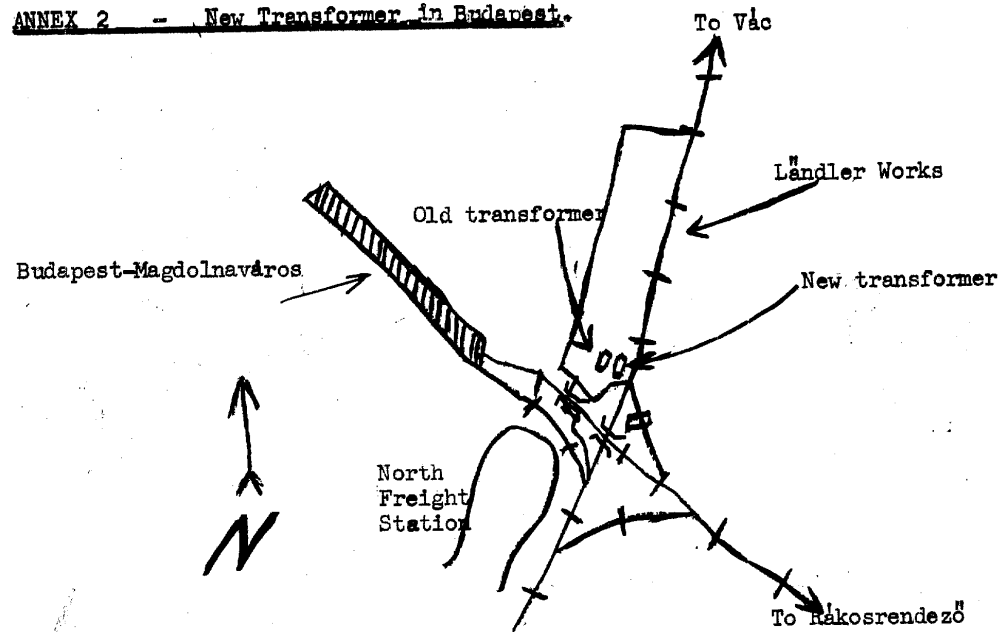 ANNEX 2 - New Transformer in Budapest.
To Vác
Ländler Works
Old transformer
Budapest-Magdolnaváros
New transformer
North
Freight
Station
N
To Rákosrendező